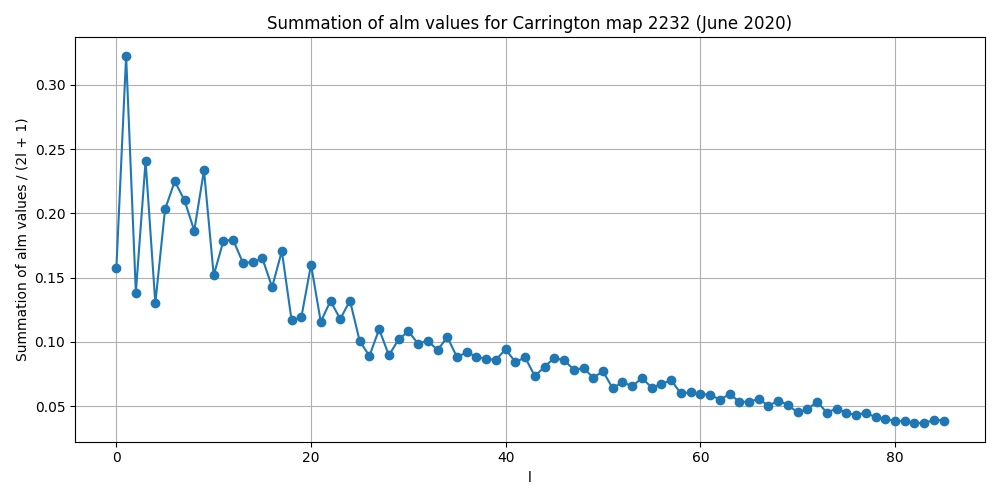 Summation of alm values for Carrington map 2232 (June 2020)
Summation of alm values / (2l + 1)
0.30
0.25
0.20
0.15
0.10
0.05
0 20 40 60 80
l